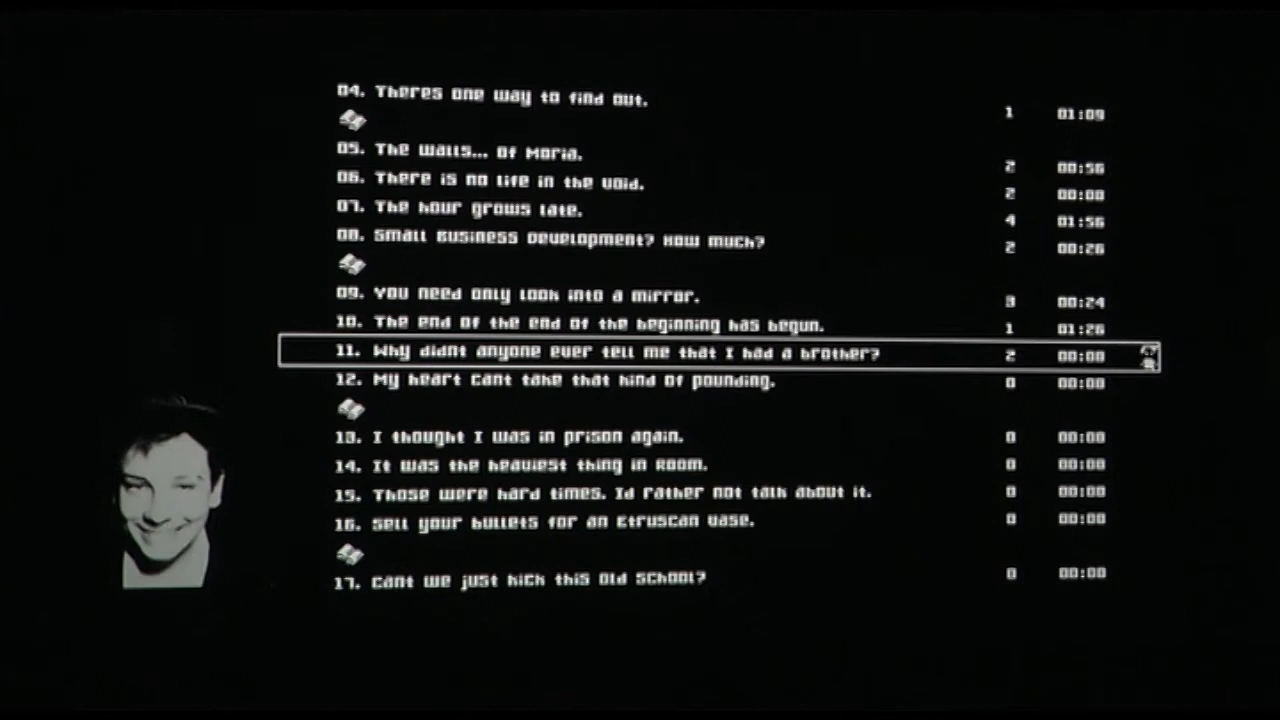 04. Theres one way to find out. 1 01:09
05. The walls... Of Moria. 2 00:56
06. There is no life in the void. 2 00:00
07. The hour grows late. 4 01:56
08. Small Business Development? How much? 2 00:26
09. You need only look into a mirror. 3 00:24
10. The end of the end of the beginning has begun. 1 01:26
11. Why didnt anyone ever tell me that I had a brother? 2 00:00
12. My heart cant take that kind of pounding. 0 00:00
13. I thought I was in prison again. 0 00:00
14. It was the heaviest thing in Room. 0 00:00
15. Those were hard times. Id rather not talk about it. 0 00:00
16. Sell your bullets for an Etruscan vase. 0 00:00
17. Cant we just kick this old school? 0 00:00